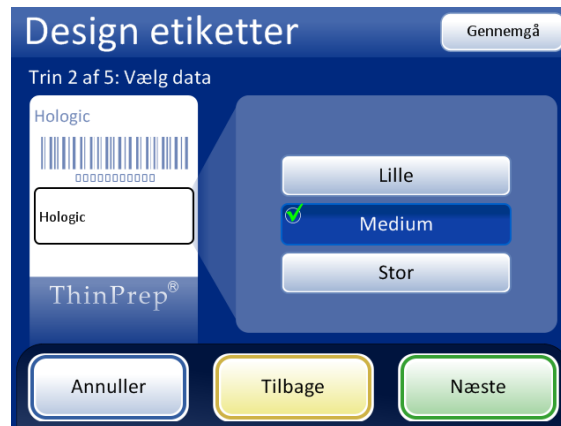 Design etiketter
Gennemgå
Trin 2 af 5: Vælg data
Hologic
00000000000
Hologic
ThinPrep®
Lille
Medium
Stor
Annuller
Tilbage
Næste